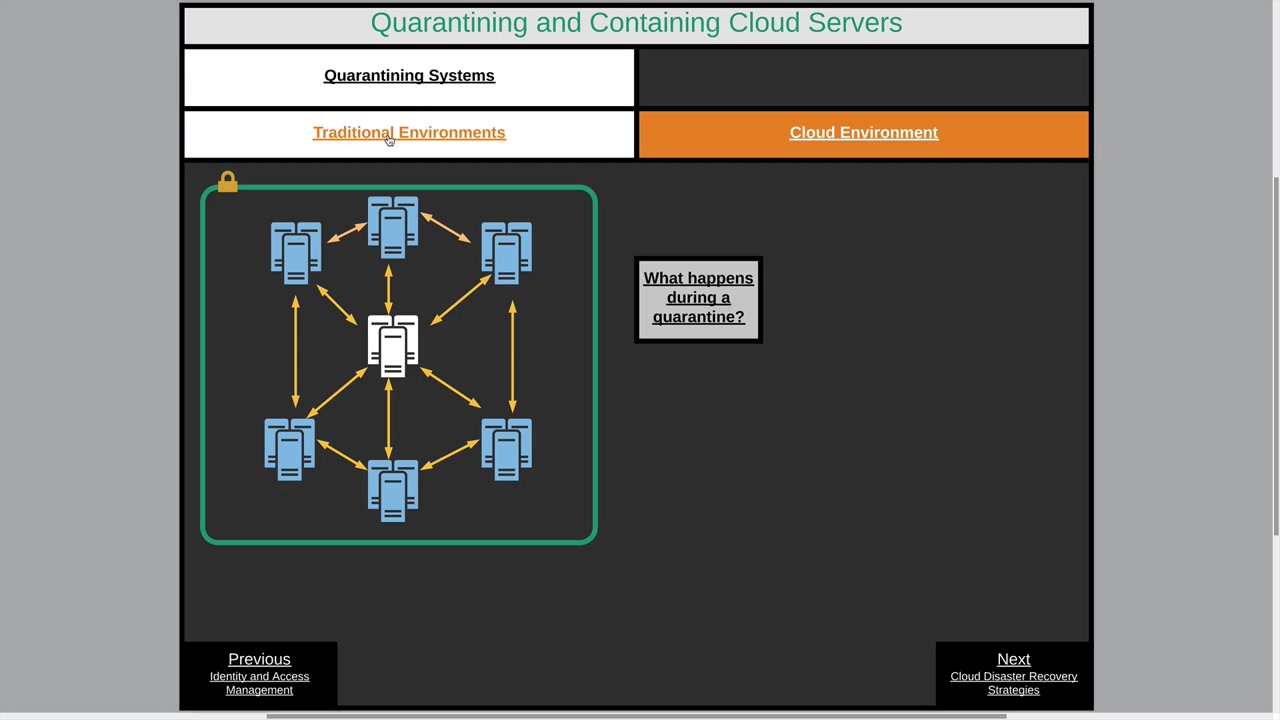 Quarantining and Containing Cloud Servers
Quarantining Systems
Traditional Environments
Cloud Environment
What happens
during a
quarantine?
Previous
Identity and Access
Management
Next
Cloud Disaster Recovery
Strategies